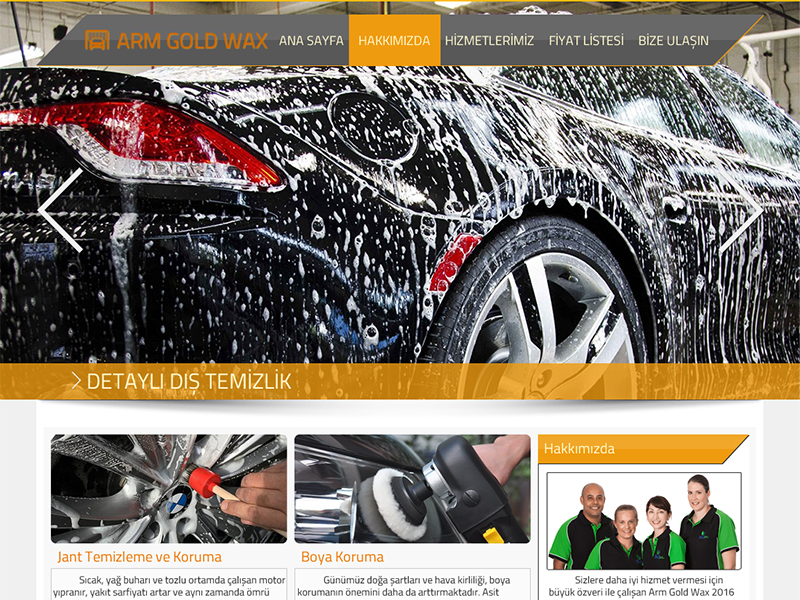 ARM GOLD WAX
ANA SAYFA HAKKIMIZDA HİZMETLERİMİZ FİYAT LİSTESİ BİZE ULAŞIN
DETAYLI DIŞ TEMİZLİK
Jant Temizleme ve Koruma
Sıcak, yağ buharı ve tozlu ortamda çalışan motor
yıpranır, yakıt sarfiyatı artar ve aynı zamanda ömrü
Boya Koruma
Günümüz doğa şartları ve hava kirliliği, boya
korumanın önemini daha da arttırmaktadır. Asit
Hakkımızda
Sizlere daha iyi hizmet vermesi için
büyük özveri ile çalışan Arm Gold Wax 2016